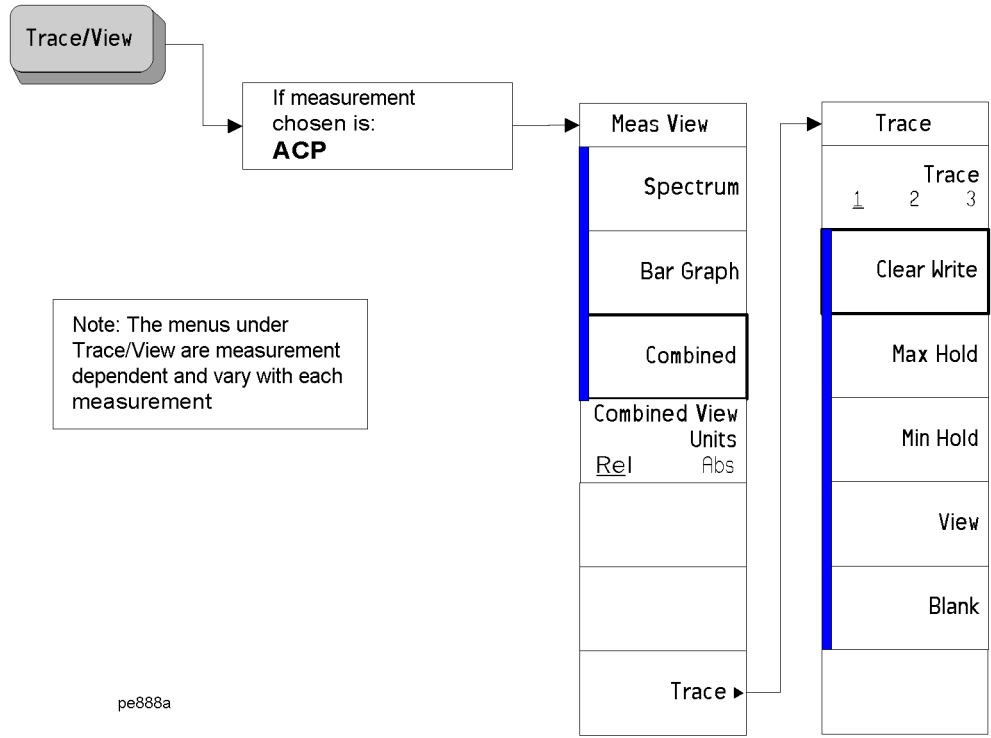 Trace/View
If measurement
chosen is:
ACP
Note: The menus under
Trace/View are measurement
dependent and vary with each
measurement
Meas View
Spectrum
Bar Graph
Combined
Combined View
Units
Rel Abs
Trace
Trace
Trace
1 2 3
Clear Write
Max Hold
Min Hold
View
Blank
pe888a